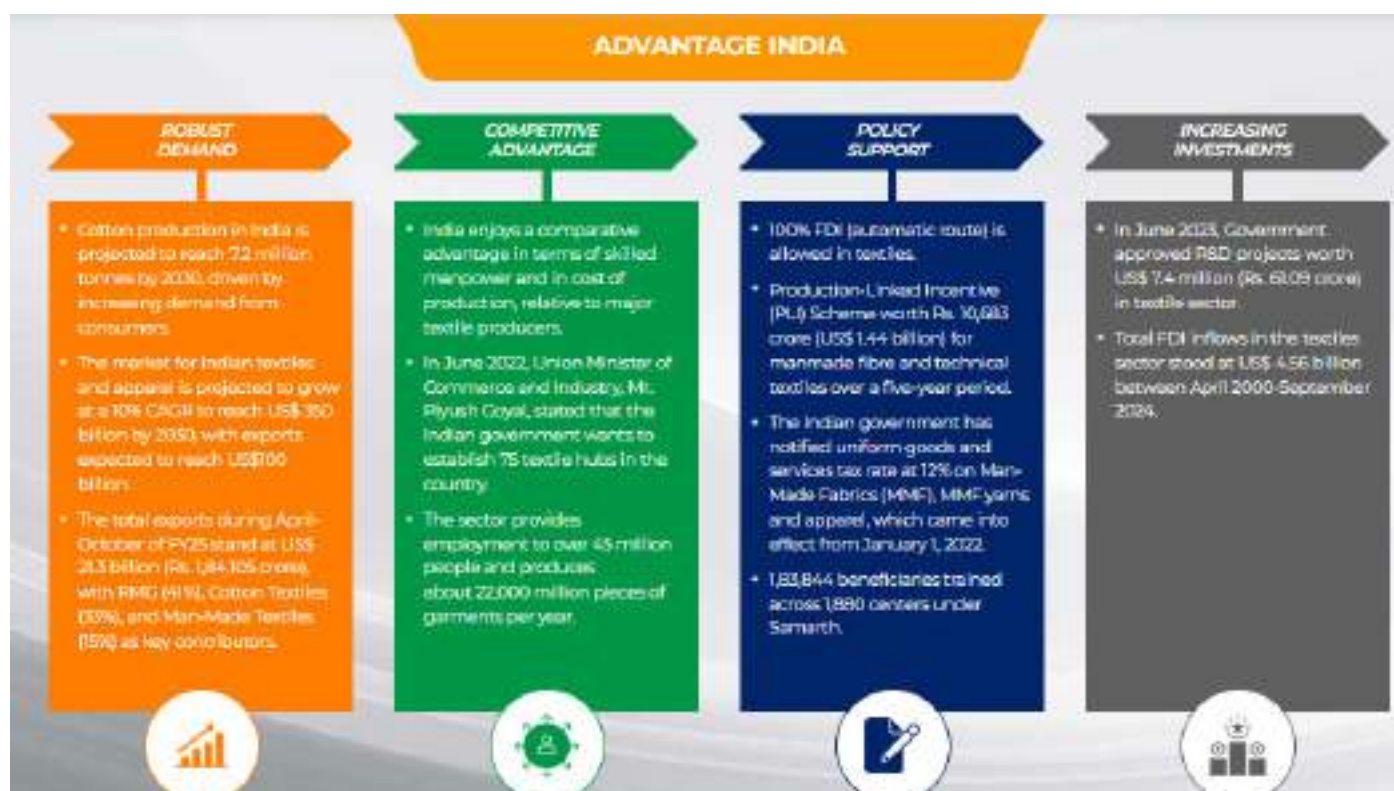 ADVANTAGE INDIA
ROBUST
DEMAND
• Cotton production in India is
projected to reach 7.2 million
tonnes by 2030, driven by
increasing demand from
consumers.
• The market for Indian textiles
and apparel is projected to grow
at a 10% CAGR to reach US$ 350
billion by 2030, with exports
expected to reach US$100
billion.
• The total exports during April-
October of FY25 stand at US$
21.3 billion (Rs. 1,84,105 crore),
with RMG (41%), Cotton Textiles
(33%), and Man-Made Textiles
(15%) as key contributors.
COMPETITIVE
ADVANTAGE
• India enjoys a comparative
advantage in terms of skilled
manpower and in cost of
production, relative to major
textile producers.
• In June 2022, Union Minister of
Commerce and Industry, Mr.
Piyush Goyal, stated that the
Indian government wants to
establish 75 textile hubs in the
country.
• The sector provides
employment to over 45 million
people and produces
about 22,000 million pieces of
garments per year.
POLICY
SUPPORT
• 100% FDI (automatic route) is
allowed in textiles.
• Production-Linked Incentive
(PLI) Scheme worth Rs. 10,683
crore (US$ 1.44 billion) for
manmade fibre and technical
textiles over a five-year period.
• The Indian government has
notified uniform goods and
services tax rate at 12% on Man-
Made Fabrics (MMF), MMF yarns
and apparel, which came into
effect from January 1, 2022.
• 1,83,844 beneficiaries trained
across 1,880 centers under
Samarth.
INCREASING
INVESTMENTS
• In June 2023, Government
approved R&D projects worth
US$ 7.4 million (Rs. 61.09 crore)
in textile sector.
• Total FDI inflows in the textiles
sector stood at US$ 4.56 billion
between April 2000-September
2024.